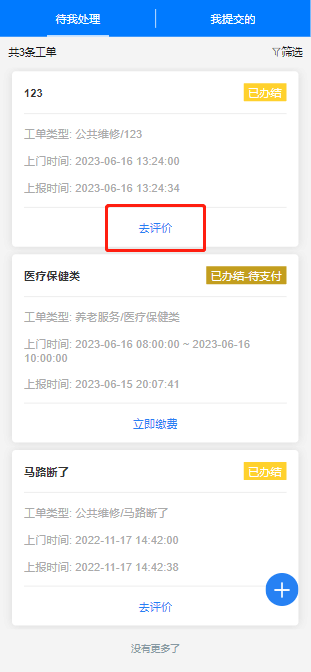 待我处理 我提交的
共3条工单 筛选
123 已办结
工单类型: 公共维修/123
上门时间: 2023-06-16 13:24:00
上报时间: 2023-06-16 13:24:34
去评价
医疗保健类 已办结-待支付
工单类型: 养老服务/医疗保健类
上门时间: 2023-06-16 08:00:00 ~ 2023-06-16
10:00:00
上报时间: 2023-06-15 20:07:41
立即缴费
马路断了 已办结
工单类型: 公共维修/马路断了
上门时间: 2022-11-17 14:42:00
上报时间: 2022-11-17 14:42:38
去评价
没有更多了